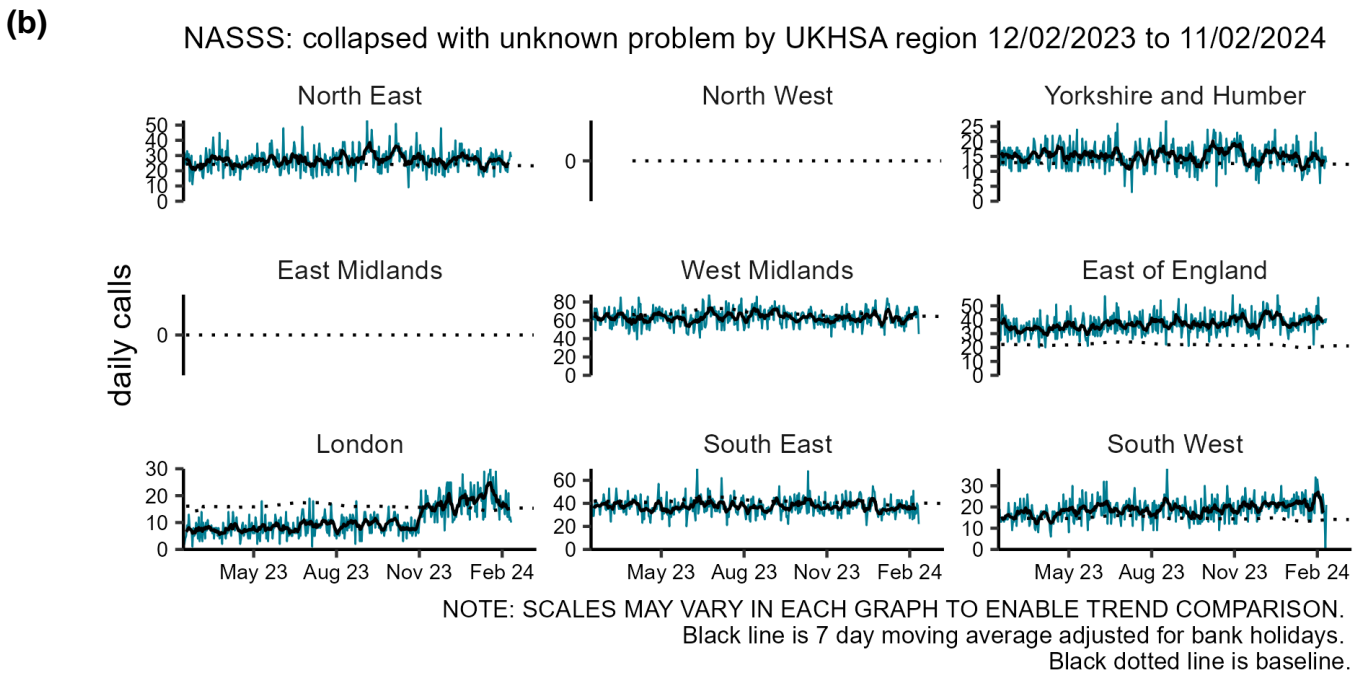 (b)
NASSS: collapsed with unknown problem by UKHSA region 12/02/2023 to 11/02/2024
daily calls
North East
50
40
30
20
10
0
North West
0
Yorkshire and Humber
25
20
15
10
5
0
East Midlands
0
West Midlands
80
60
40
20
0
East of England
50
40
30
20
10
0
London
30
20
10
0
May 23 Aug 23 Nov 23 Feb 24
South East
60
40
20
0
May 23 Aug 23 Nov 23 Feb 24
South West
30
20
10
0
May 23 Aug 23 Nov 23 Feb 24
NOTE: SCALES MAY VARY IN EACH GRAPH TO ENABLE TREND COMPARISON.
Black line is 7 day moving average adjusted for bank holidays.
Black dotted line is baseline.